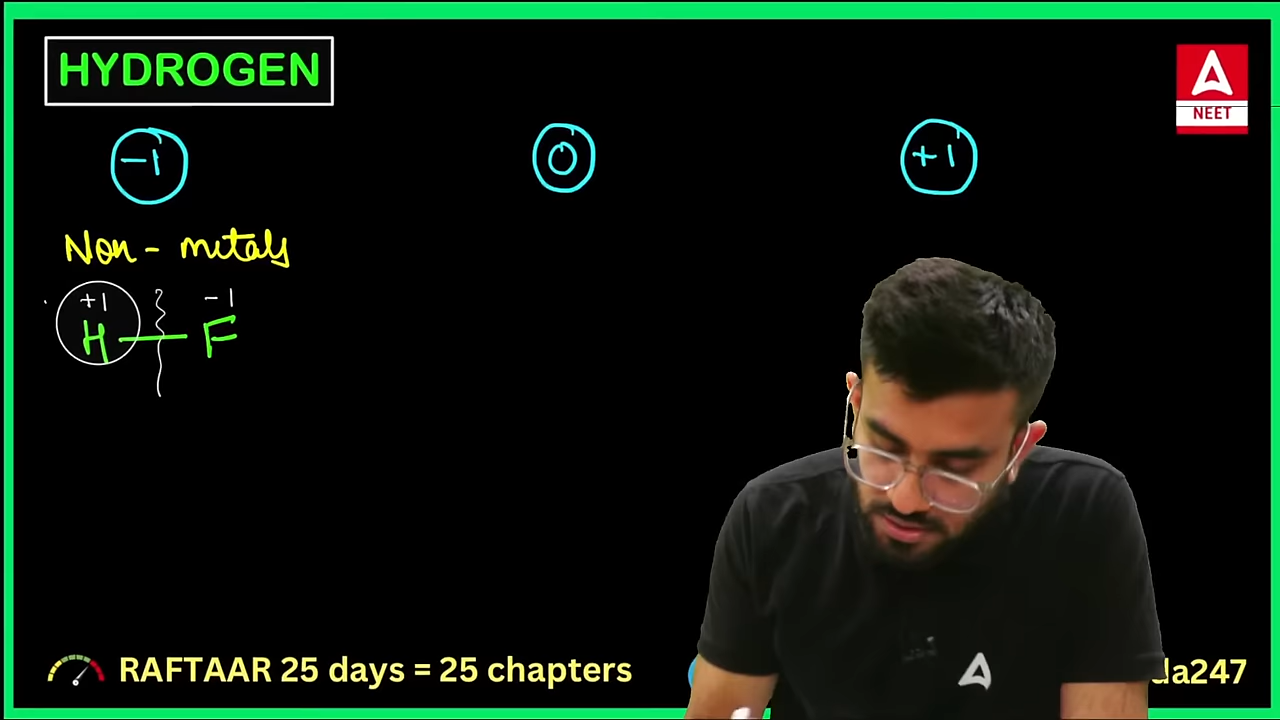 HYDROGEN
NEET
-1
0
+1
Non-metals
+1 -1
H F
RAFTAAR 25 days = 25 chapters
da247